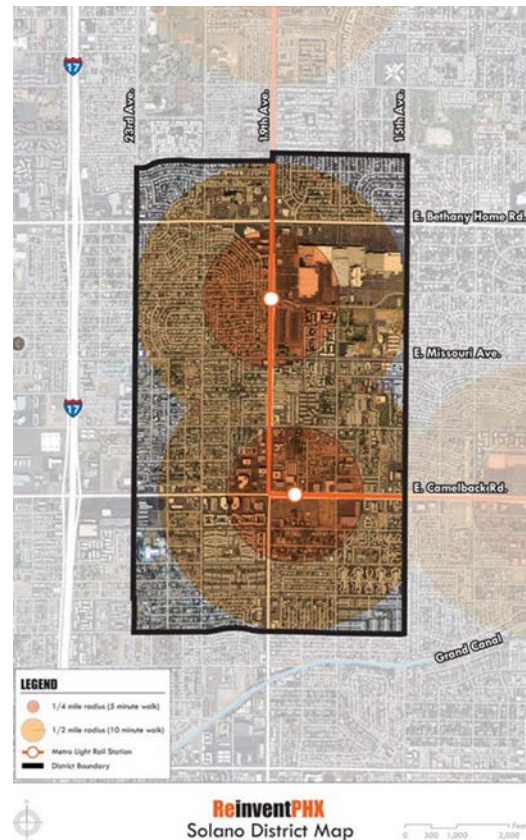 17
23rd Ave.
19th Ave.
15th Ave.
E. Bethany Home Rd.
E. Missouri Ave.
17
E. Camelback Rd.
Grand Canal
LEGEND
1/4 mile radius (5 minute walk)
1/2 mile radius (10 minute walk)
Metro Light Rail Station
District Boundary
ReinventPHX
Solano District Map
Feet
0 500 1,000 2,000